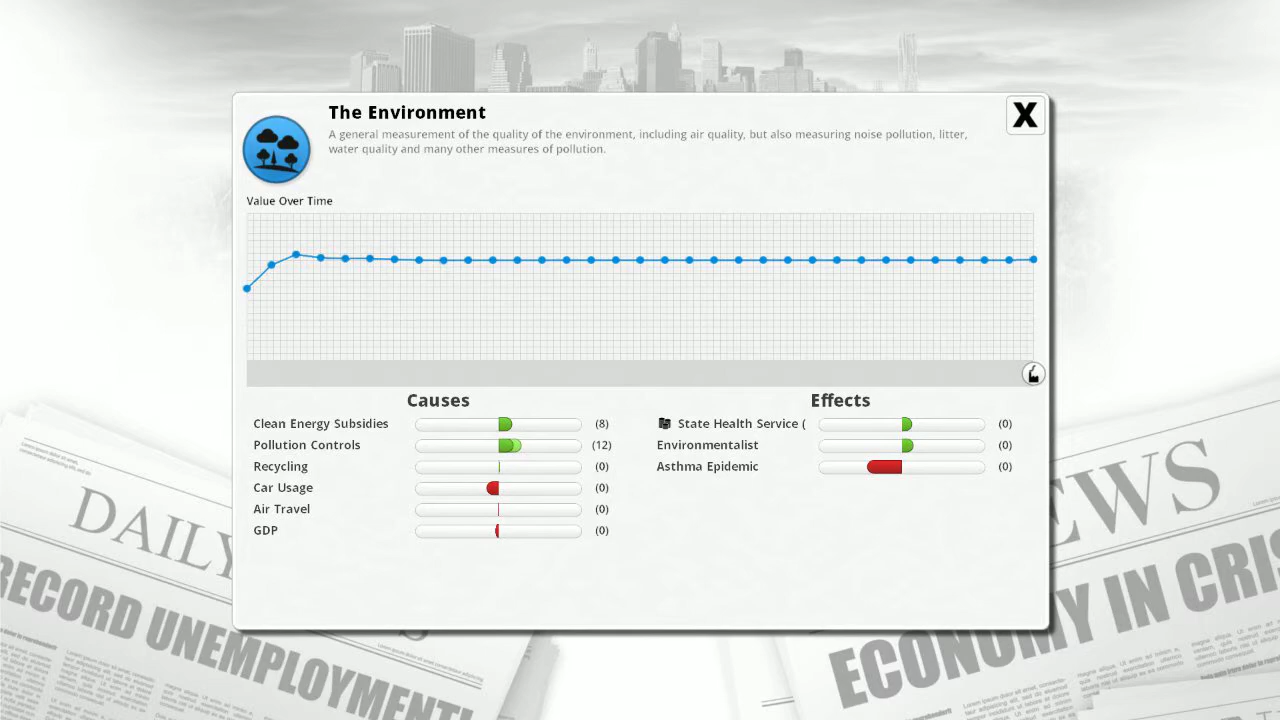 The Environment
X
A general measurement of the quality of the environment, including air quality, but also measuring noise pollution, litter,
water quality and many other measures of pollution.
Value Over Time
Causes
Clean Energy Subsidies (8)
Pollution Controls (12)
Recycling (0)
Car Usage (0)
Air Travel (0)
GDP (0)
Effects
State Health Service ( (0)
Environmentalist (0)
Asthma Epidemic (0)
DAILY
RECORD UNEMPLOYMENT!
EWS
ECONOMY IN CRIS